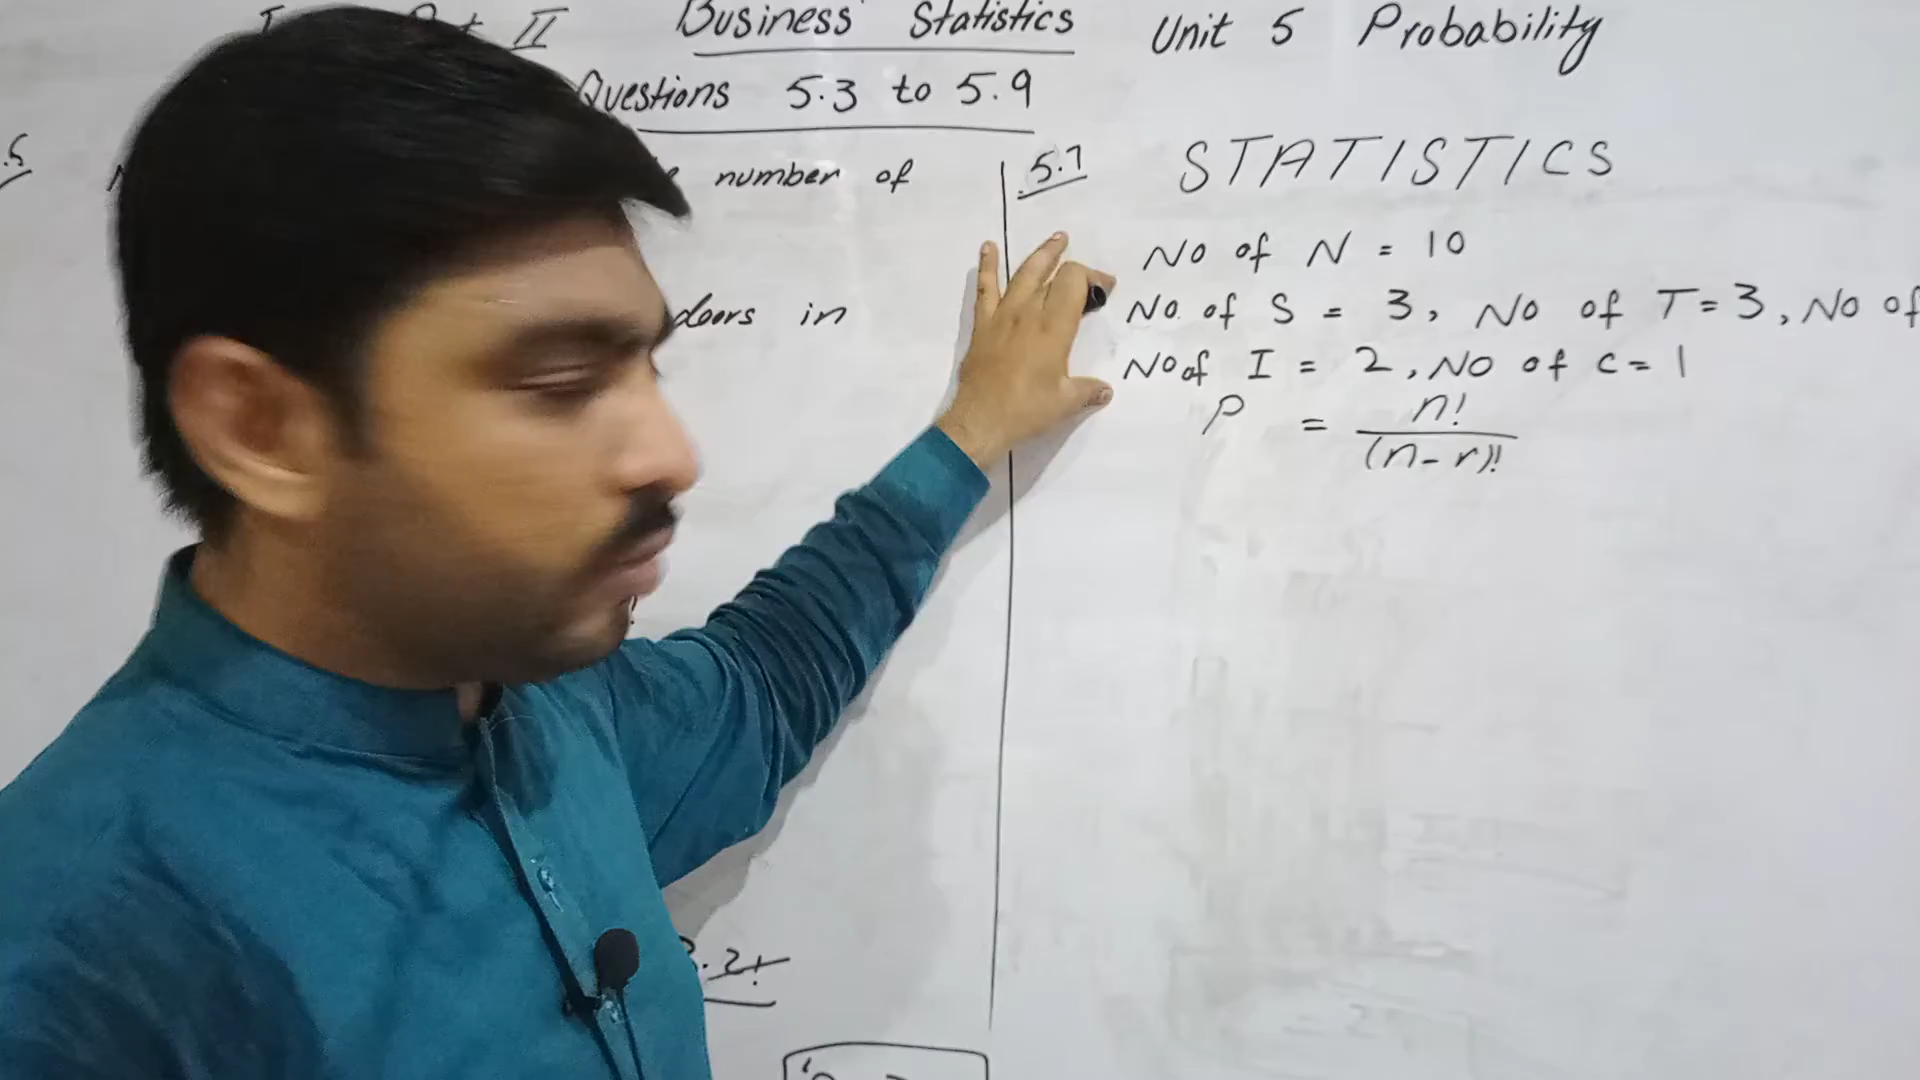 II Business Statistics Unit 5 Probability
Questions 5.3 to 5.9
number of
doors in
5.7 STATISTICS
No of N = 10
No. of S = 3, No of T = 3, No of
No of I = 2, No of C = 1
P = n! / (n - r)!